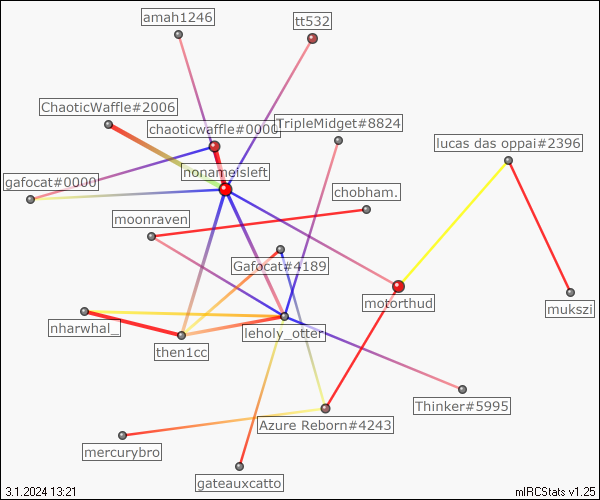 amah1246
tt532
ChaoticWaffle#2006
chaoticwaffle#0000
TripleMidget#8824
lucas das oppai#2396
nonameisleft
gafocat#0000
chobham.
moonraven
Gafocat#4189
motorthud
mukszi
nharwhal_
leholy_otter
then1cc
Thinker#5995
Azure Reborn#4243
mercurybro
gateauxcatto
3.1.2024 13:21
mIRCStats v1.25